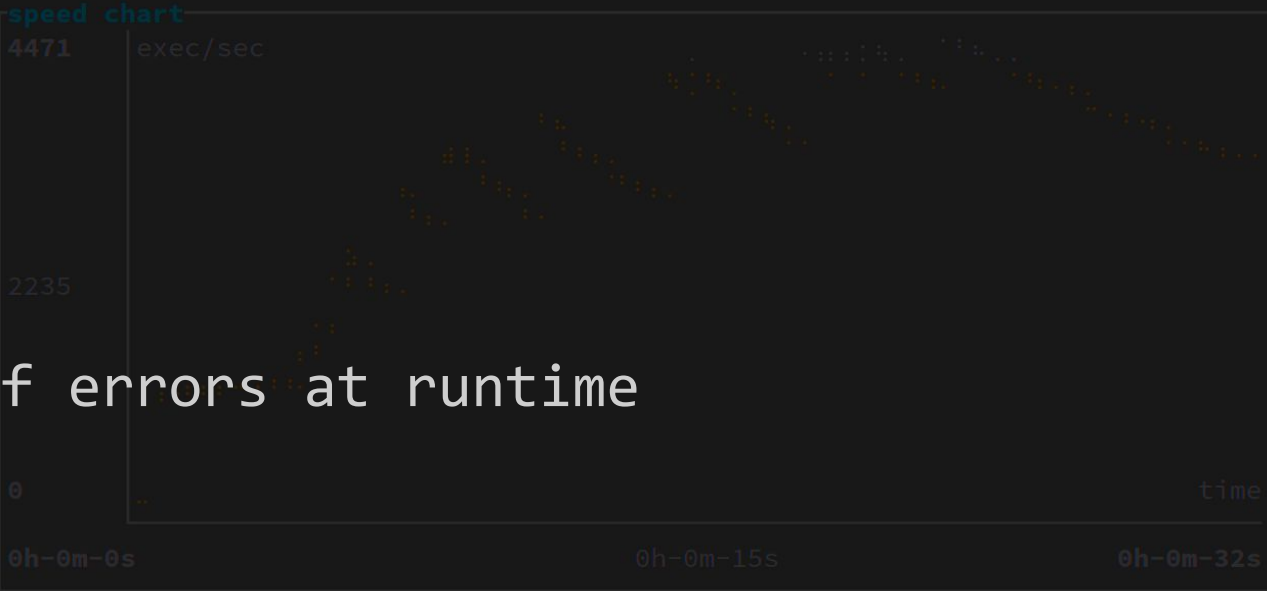 speed chart
4471 exec/sec
2235
f errors at runtime
0 time
0h-0m-0s 0h-0m-15s 0h-0m-32s